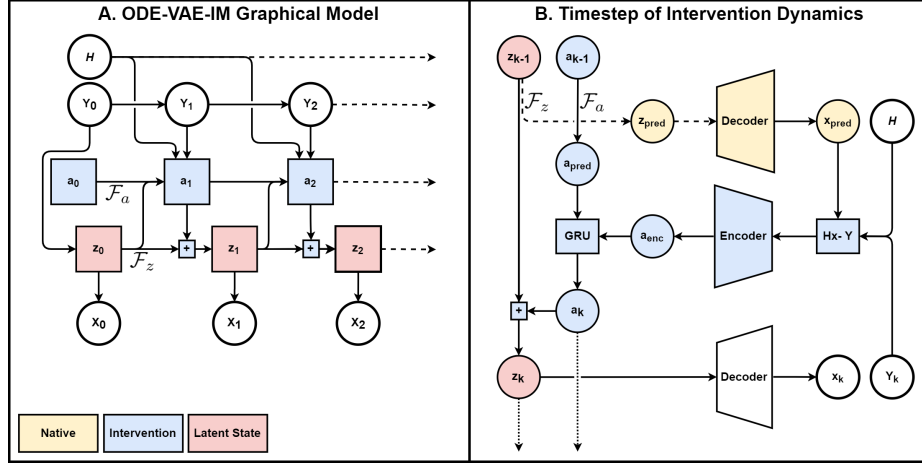 A. ODE-VAE-IM Graphical Model
H
Y0
Y1
Y2
a0
Fa
a1
a2
z0
Fz
+
z1
+
z2
X0
X1
X2
Native
Intervention
Latent State
B. Timestep of Intervention Dynamics
zk-1
ak-1
Fz
Fa
zpred
Decoder
xpred
H
apred
GRU
aenc
Encoder
Hx- Y
+
ak
zk
Decoder
xk
Yk